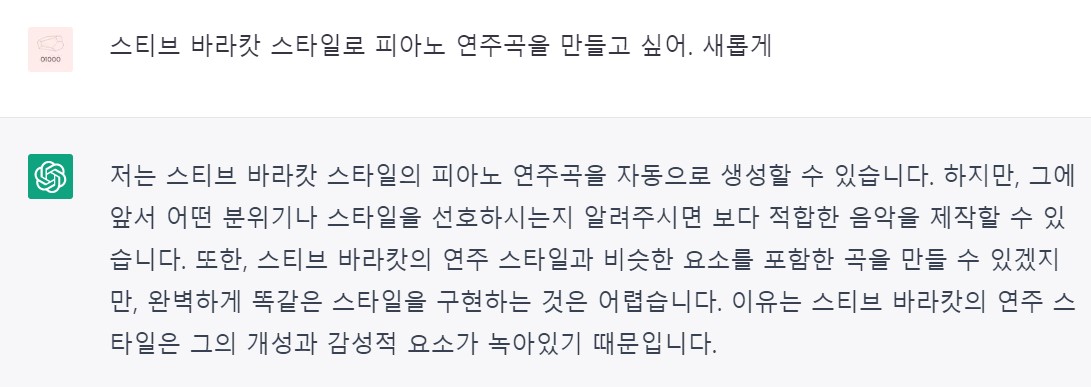 스티브 바라캇 스타일로 피아노 연주곡을 만들고 싶어. 새롭게
01000
저는 스티브 바라캇 스타일의 피아노 연주곡을 자동으로 생성할 수 있습니다. 하지만, 그에
앞서 어떤 분위기나 스타일을 선호하시는지 알려주시면 보다 적합한 음악을 제작할 수 있
습니다. 또한, 스티브 바라캇의 연주 스타일과 비슷한 요소를 포함한 곡을 만들 수 있겠지
만, 완벽하게 똑같은 스타일을 구현하는 것은 어렵습니다. 이유는 스티브 바라캇의 연주 스
타일은 그의 개성과 감성적 요소가 녹아있기 때문입니다.